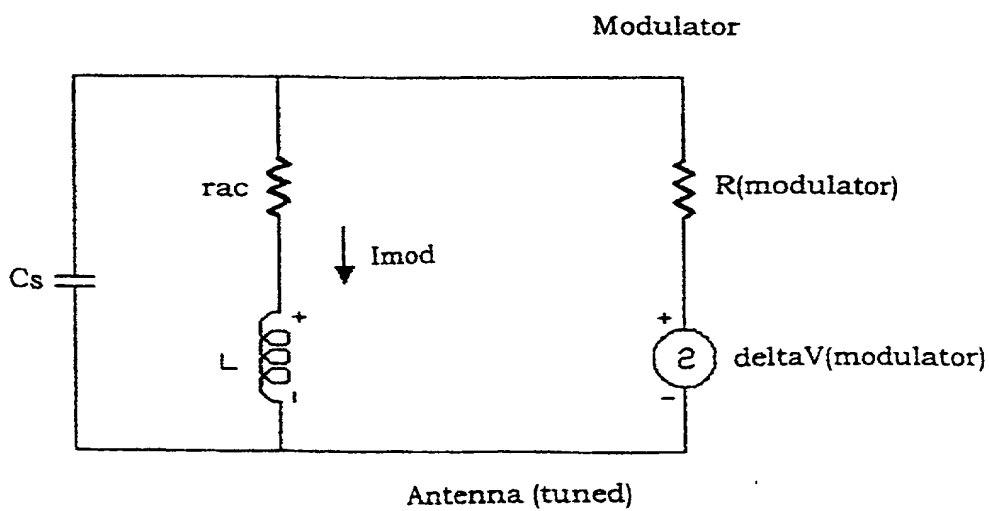 Modulator
rac
R(modulator)
Imod
Cs
+
+
L
deltaV(modulator)
-
-
Antenna (tuned)